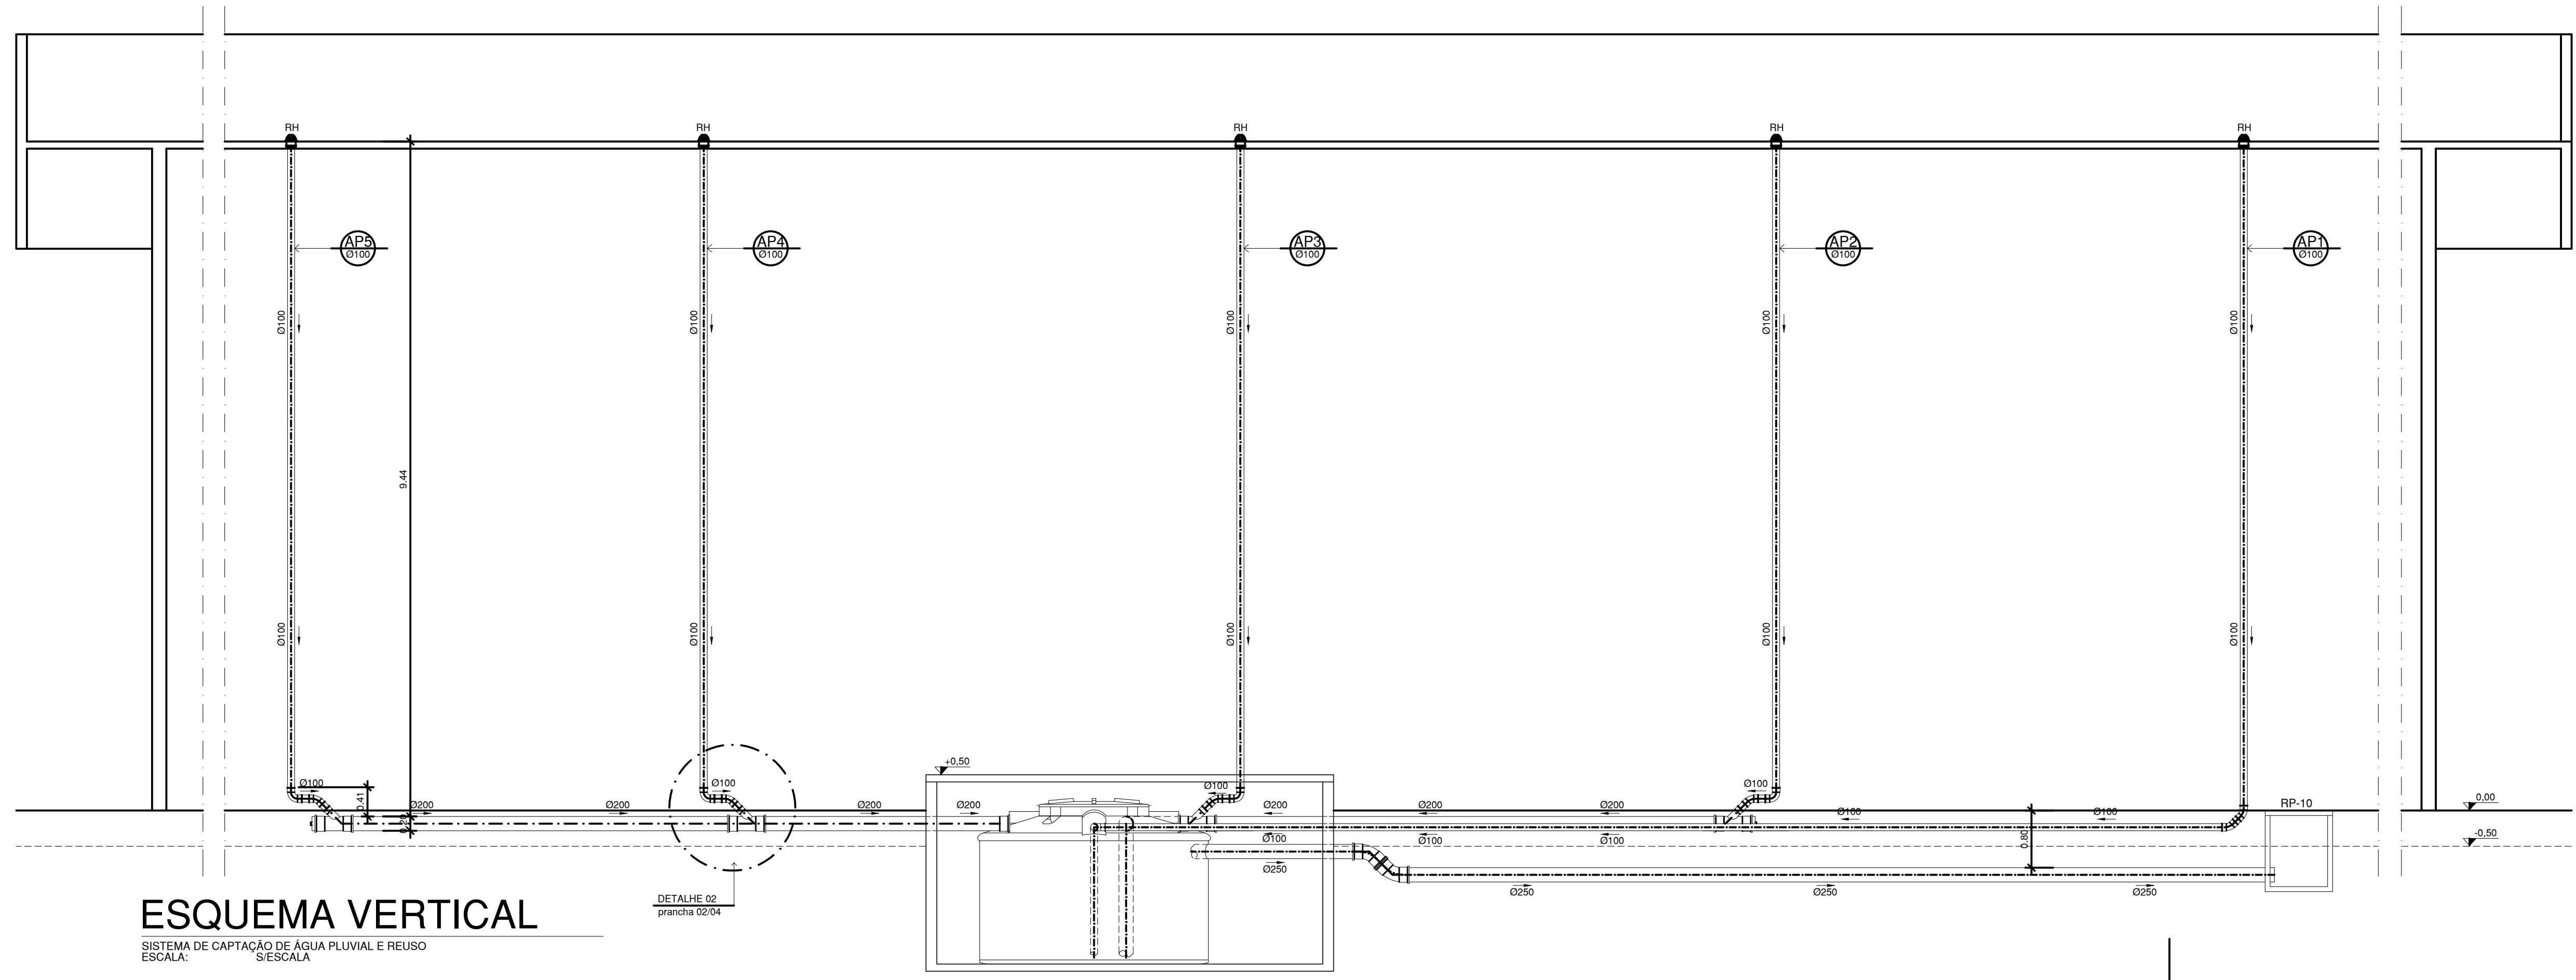 RH
RH
RH
RH
RH
AP5
Ø100
AP4
Ø100
AP3
Ø100
AP2
Ø100
AP1
Ø100
Ø100
Ø100
Ø100
Ø100
Ø100
9.44
Ø100
Ø100
Ø100
Ø100
Ø100
+0,50
Ø100
0.41
Ø100
Ø100
Ø100
0,00
RP-10
Ø200
Ø200
Ø200
Ø200
Ø200
Ø200
Ø200
Ø100
Ø100
0.20
Ø100
Ø100
Ø100
0.80
-0,50
Ø250
Ø250
Ø250
Ø250
DETALHE 02
prancha 02/04
ESQUEMA VERTICAL
SISTEMA DE CAPTAÇÃO DE ÁGUA PLUVIAL E REUSO
ESCALA: S/ESCALA